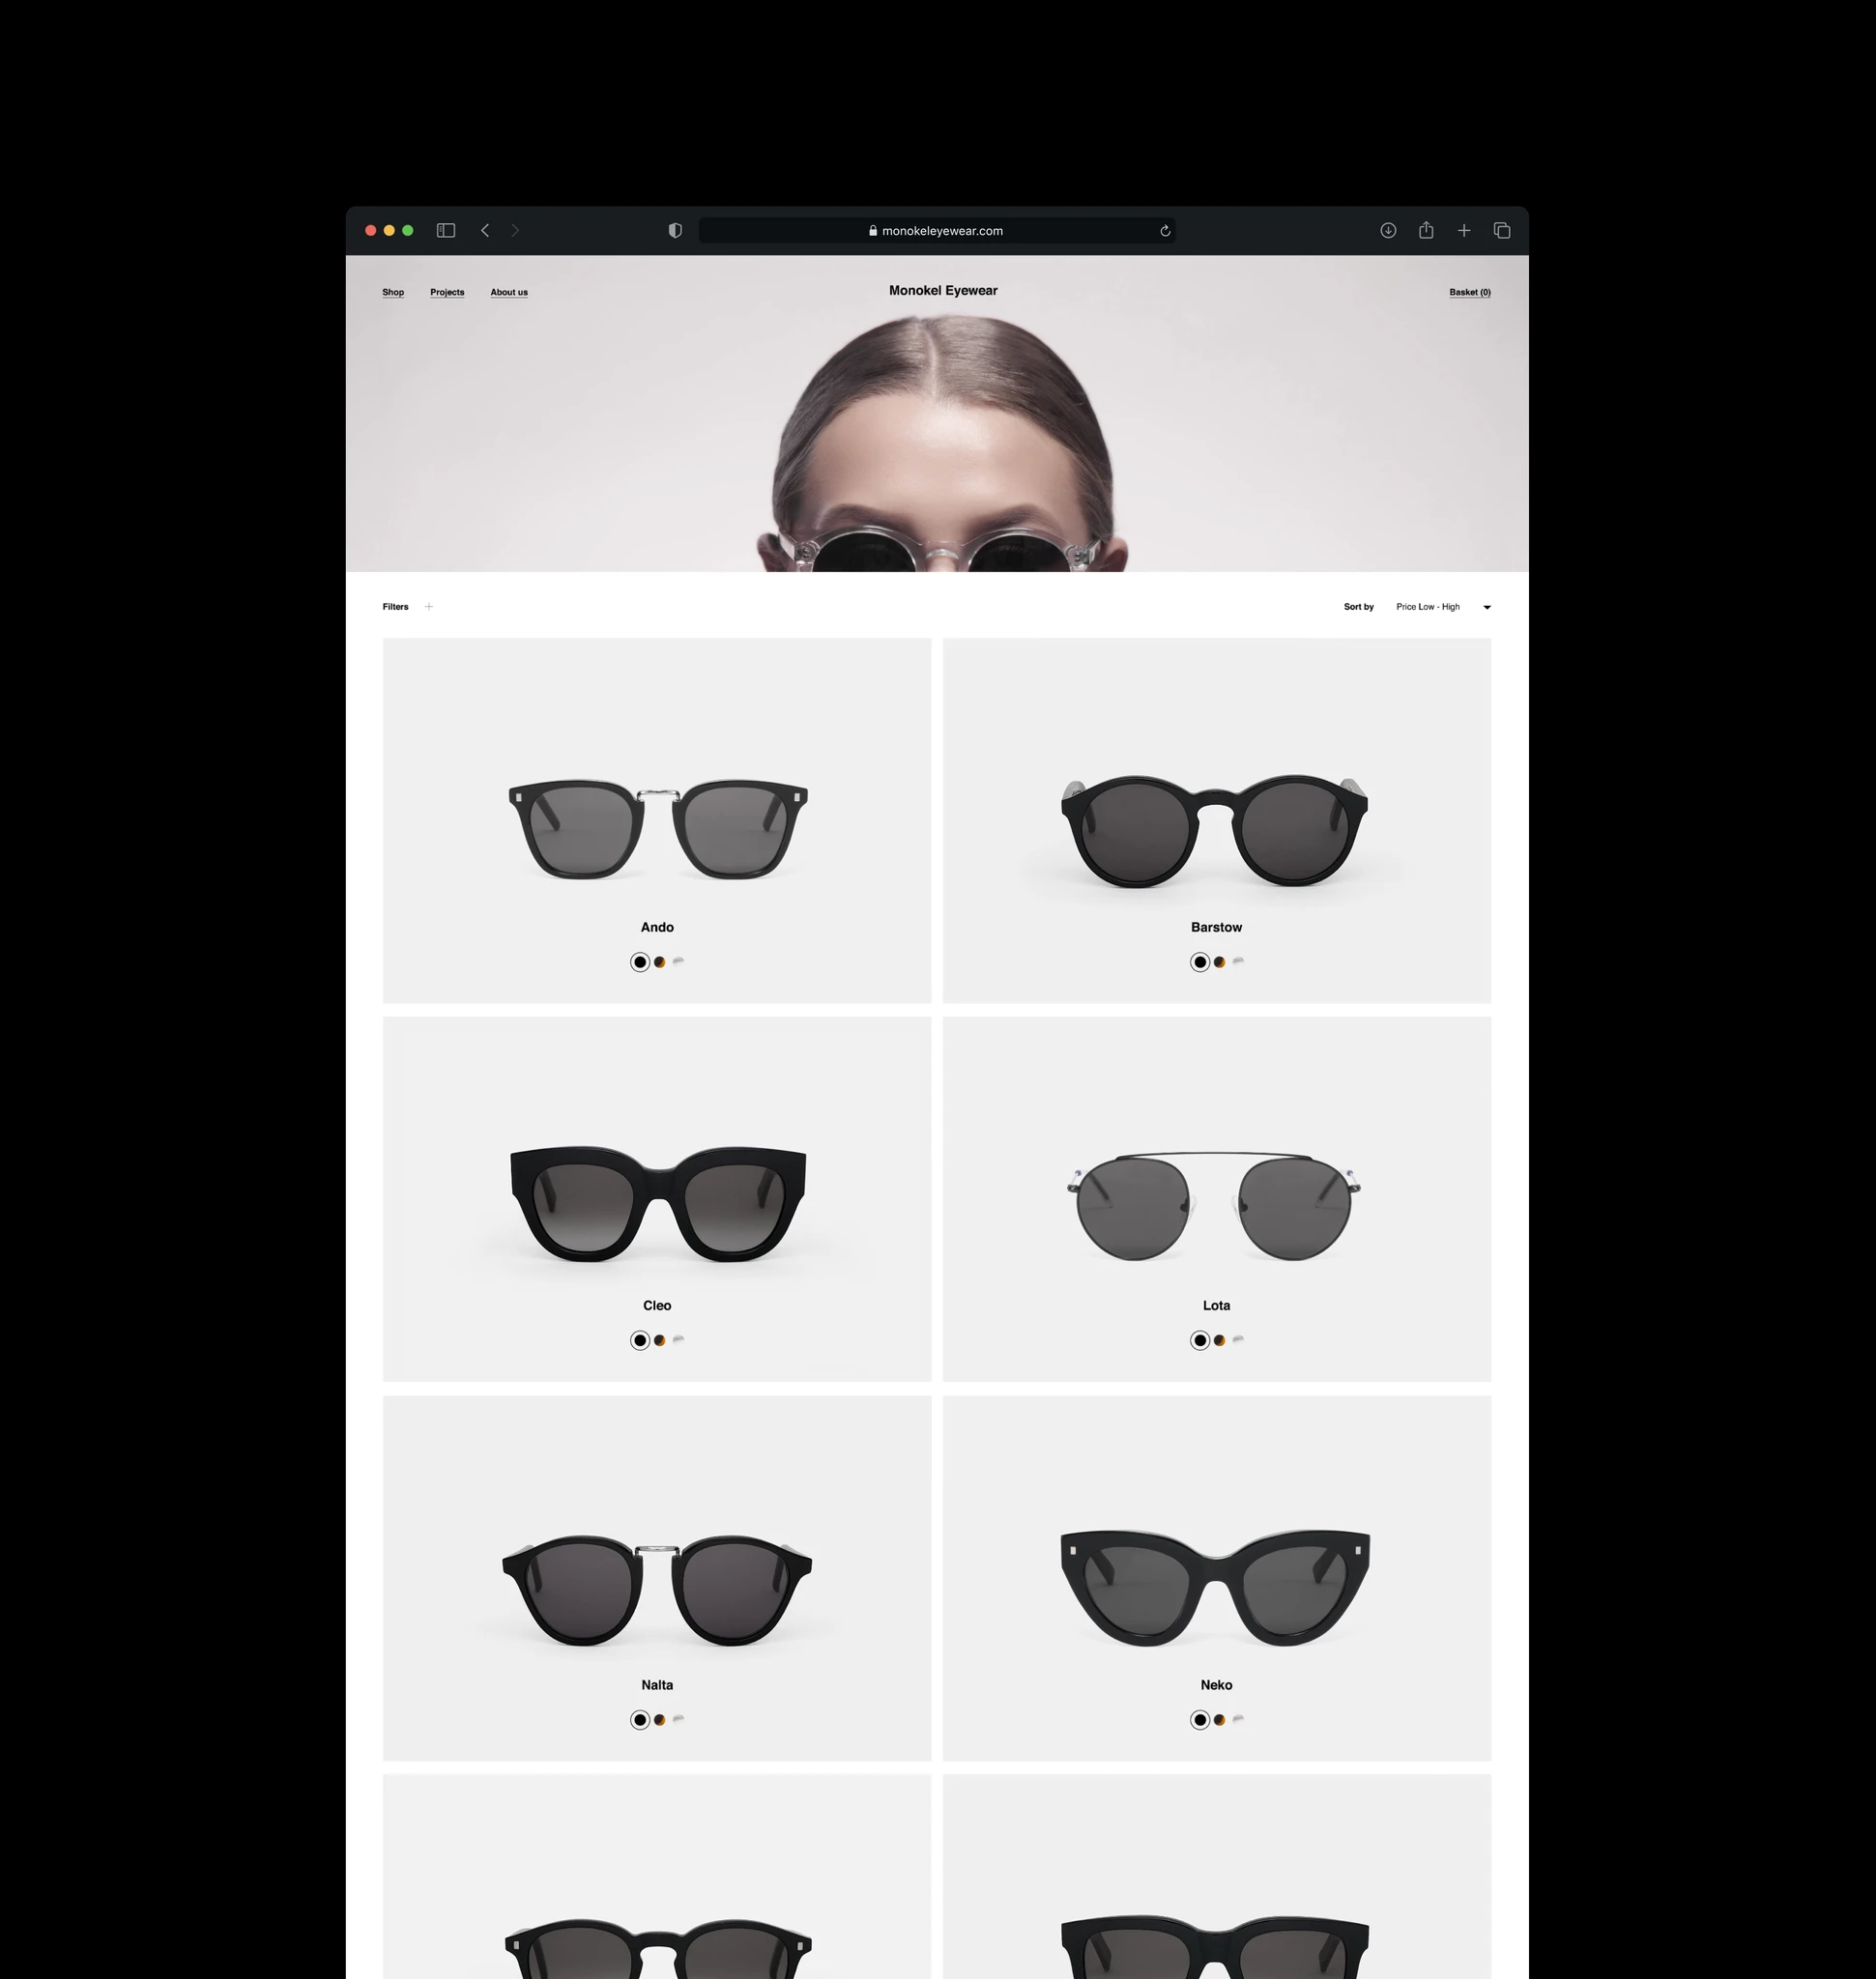 monokeleyewear.com
Shop Projects About us Monokel Eyewear Basket (0)
Filters + Sort by Price Low - High
Ando Barstow
Cleo Lota
Nalta Neko